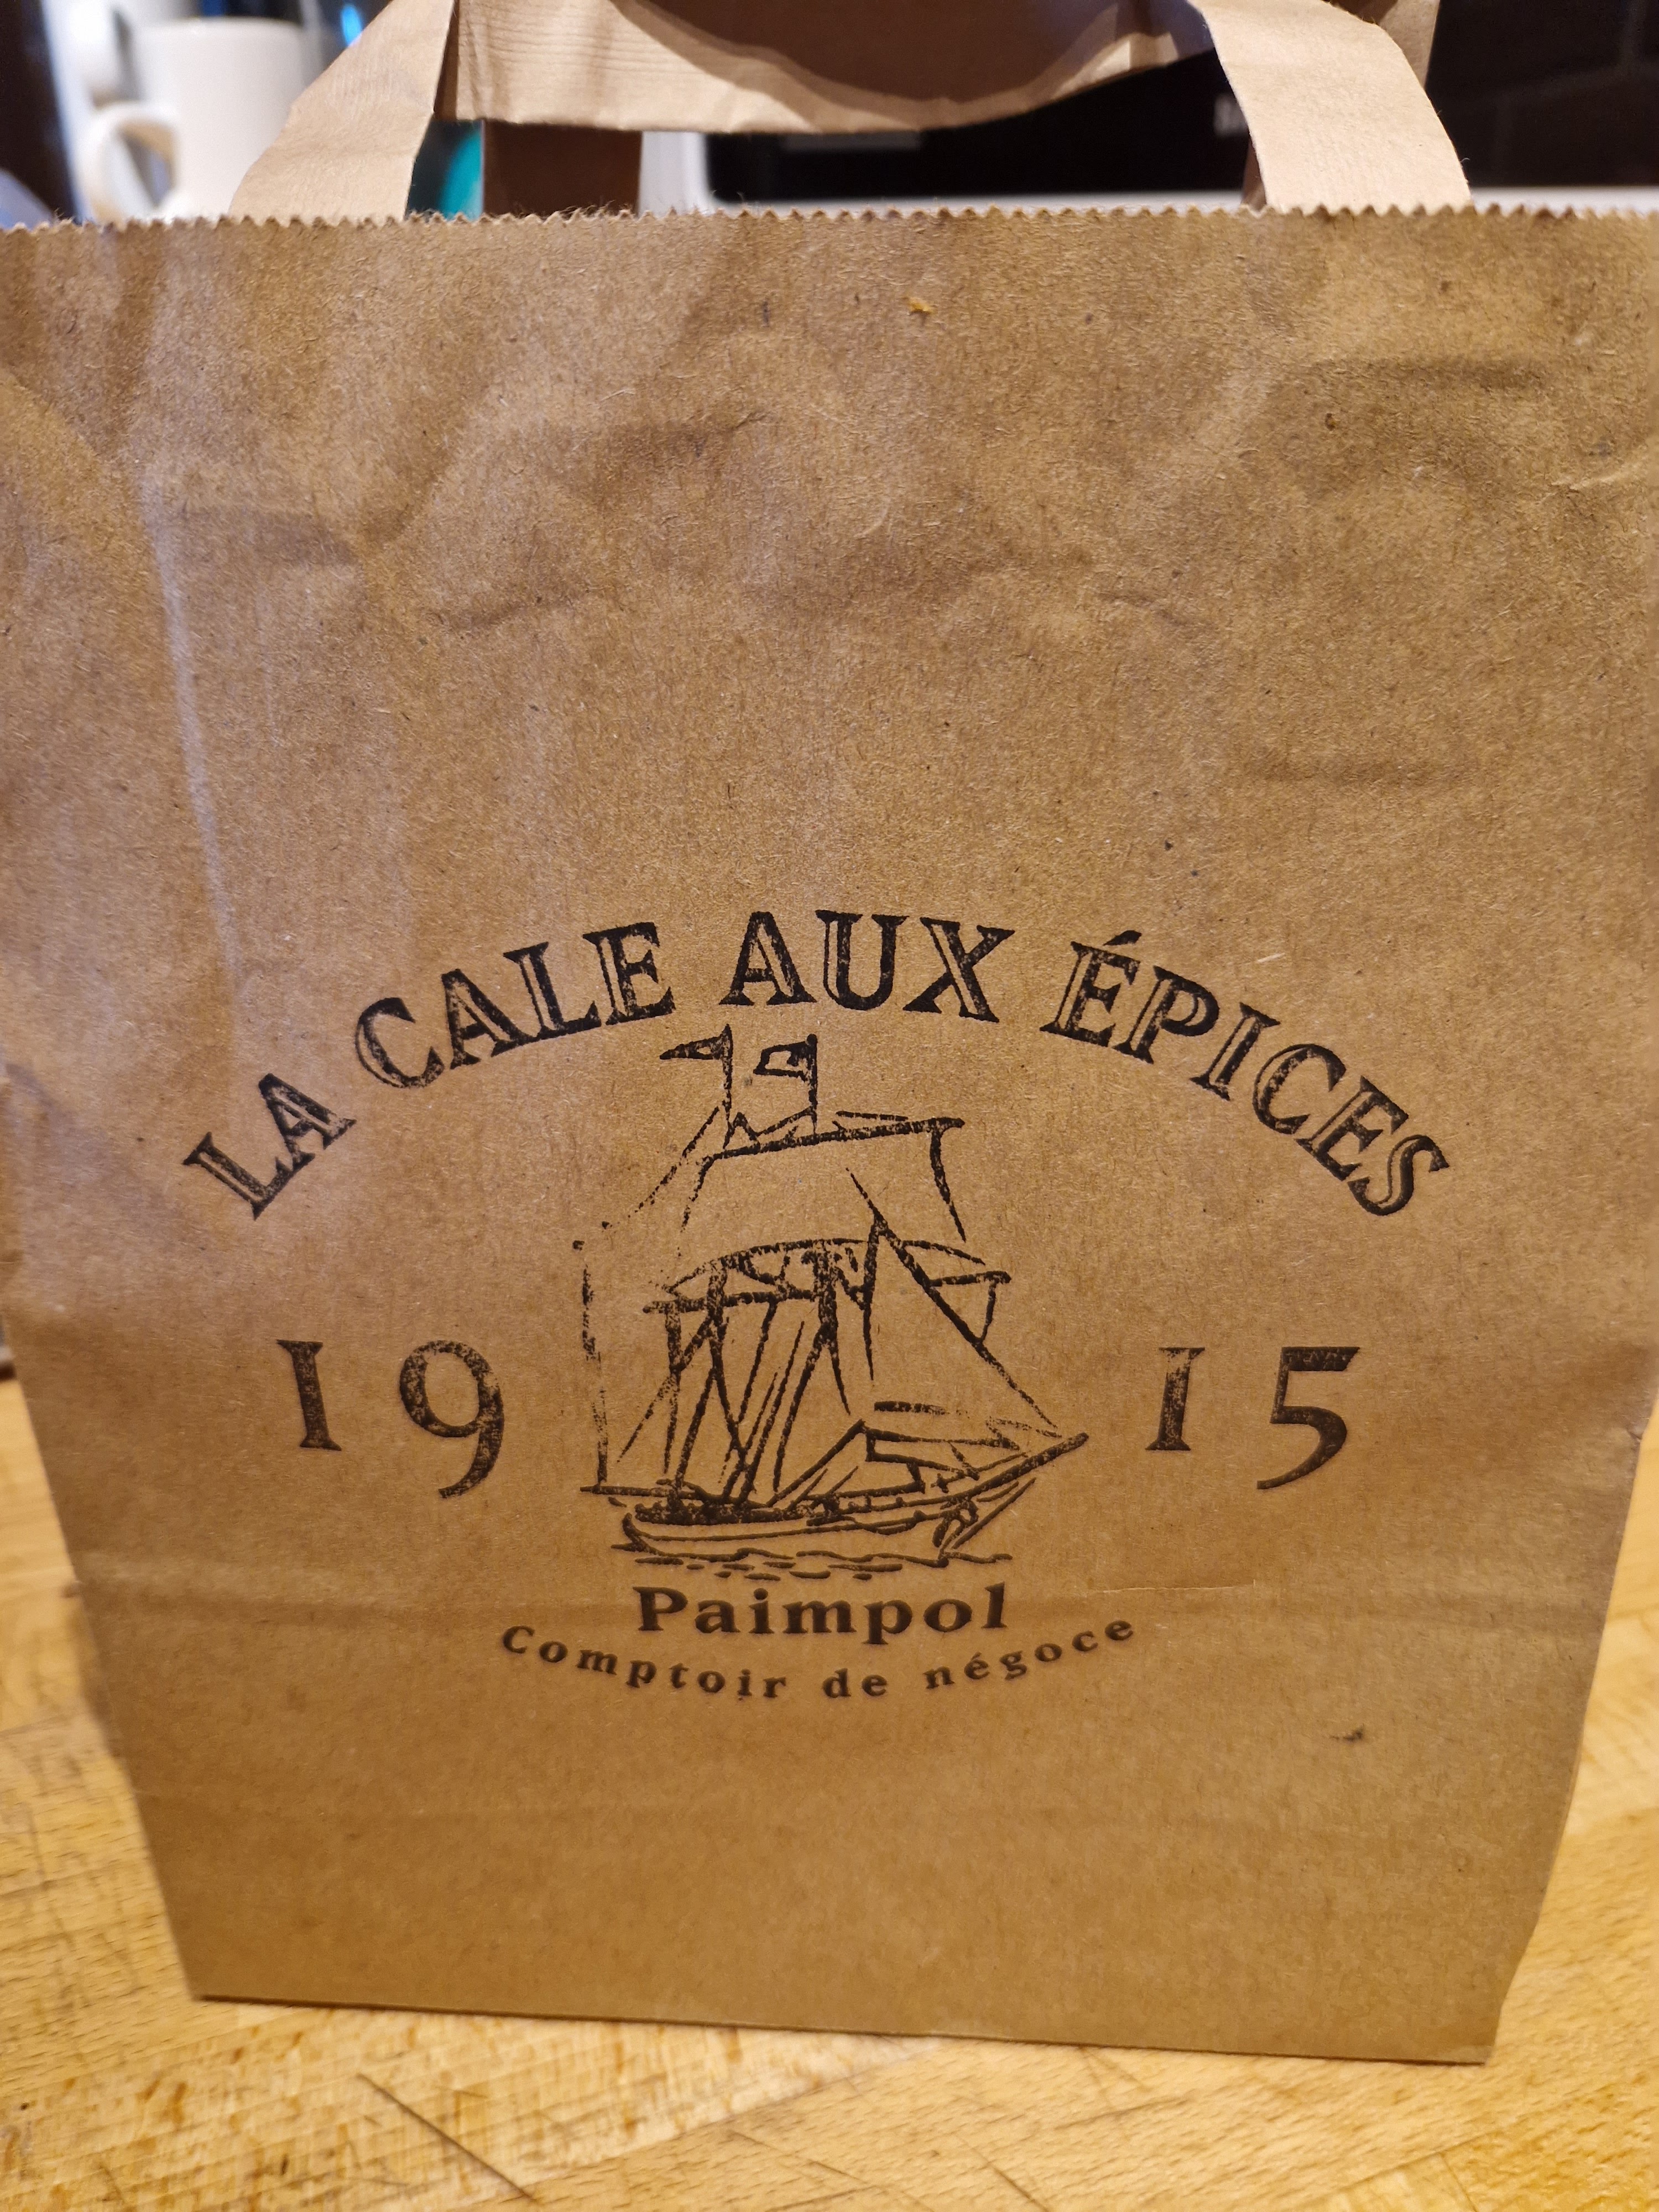 LA CALE AUX ÉPICES
19 15
Paimpol
Comptoir de négoce